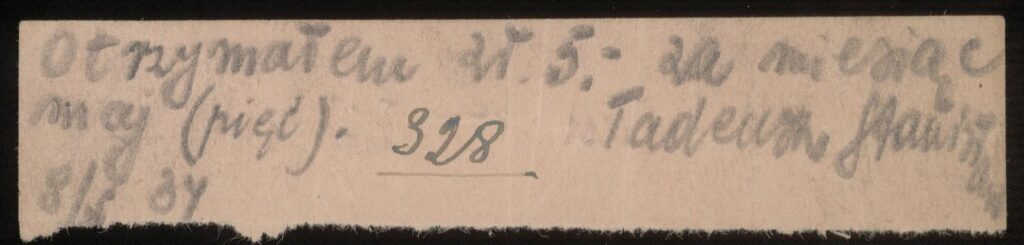 Otrzymałem zł. 5.- za miesiąc
maj (pięć). 328 Tadeusz
8/5 34